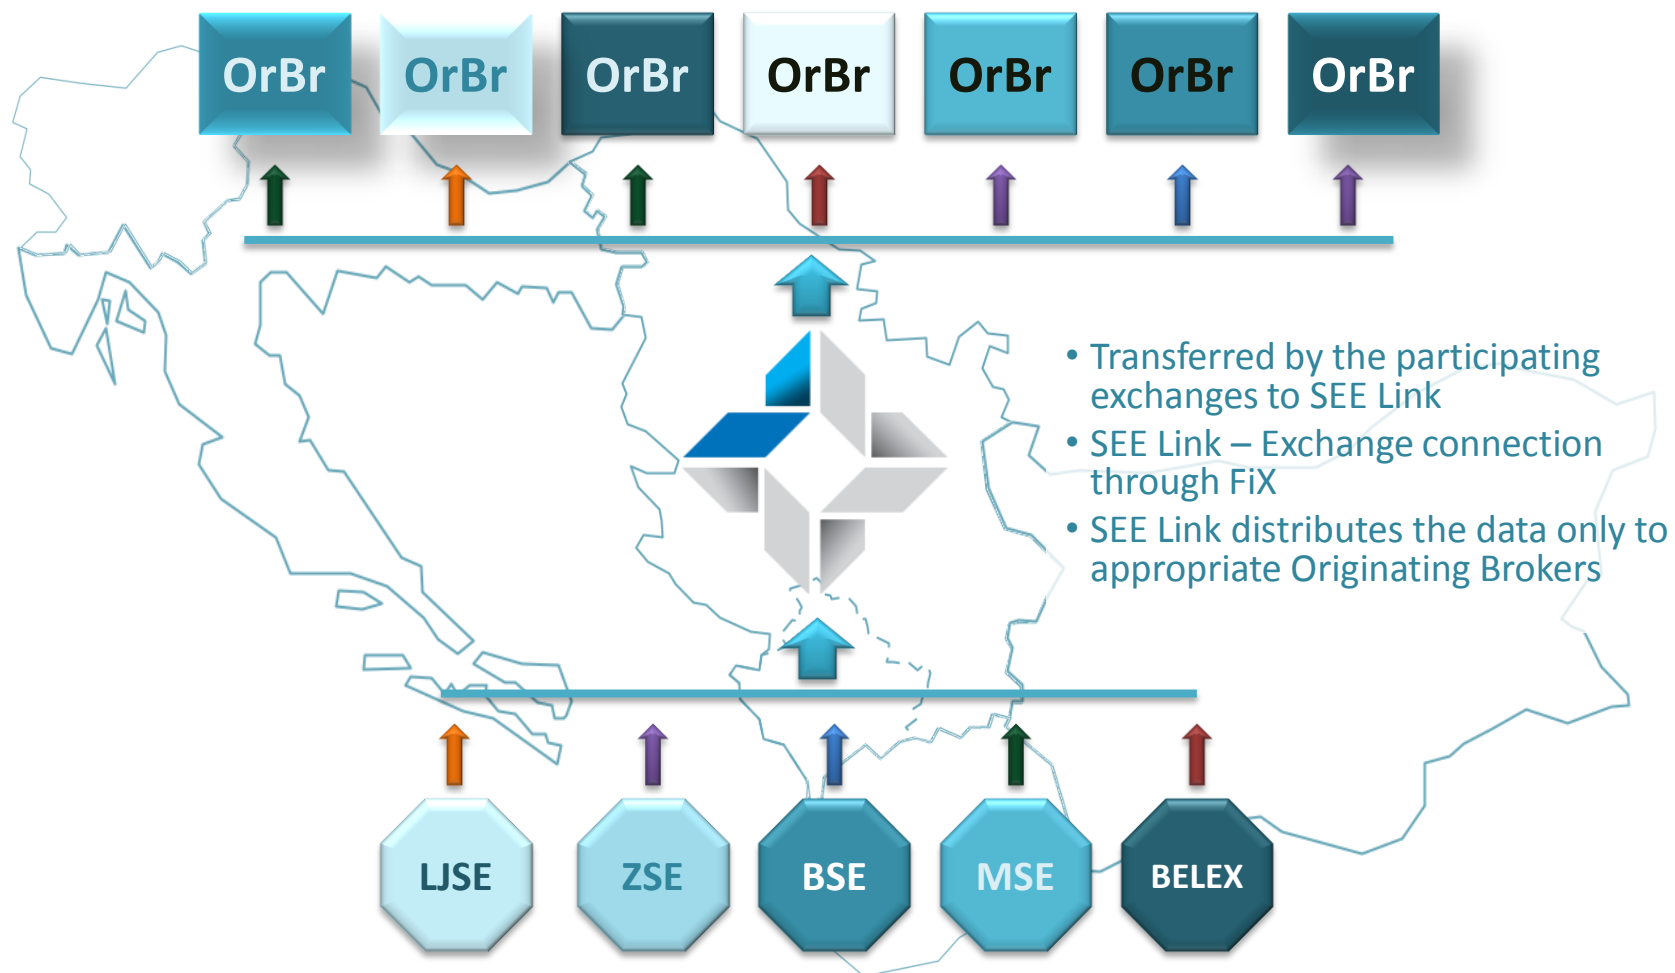 OrBr OrBr OrBr OrBr OrBr OrBr OrBr
• Transferred by the participating
exchanges to SEE Link
• SEE Link – Exchange connection
through FiX
• SEE Link distributes the data only to
appropriate Originating Brokers
LJSE ZSE BSE MSE BELEX